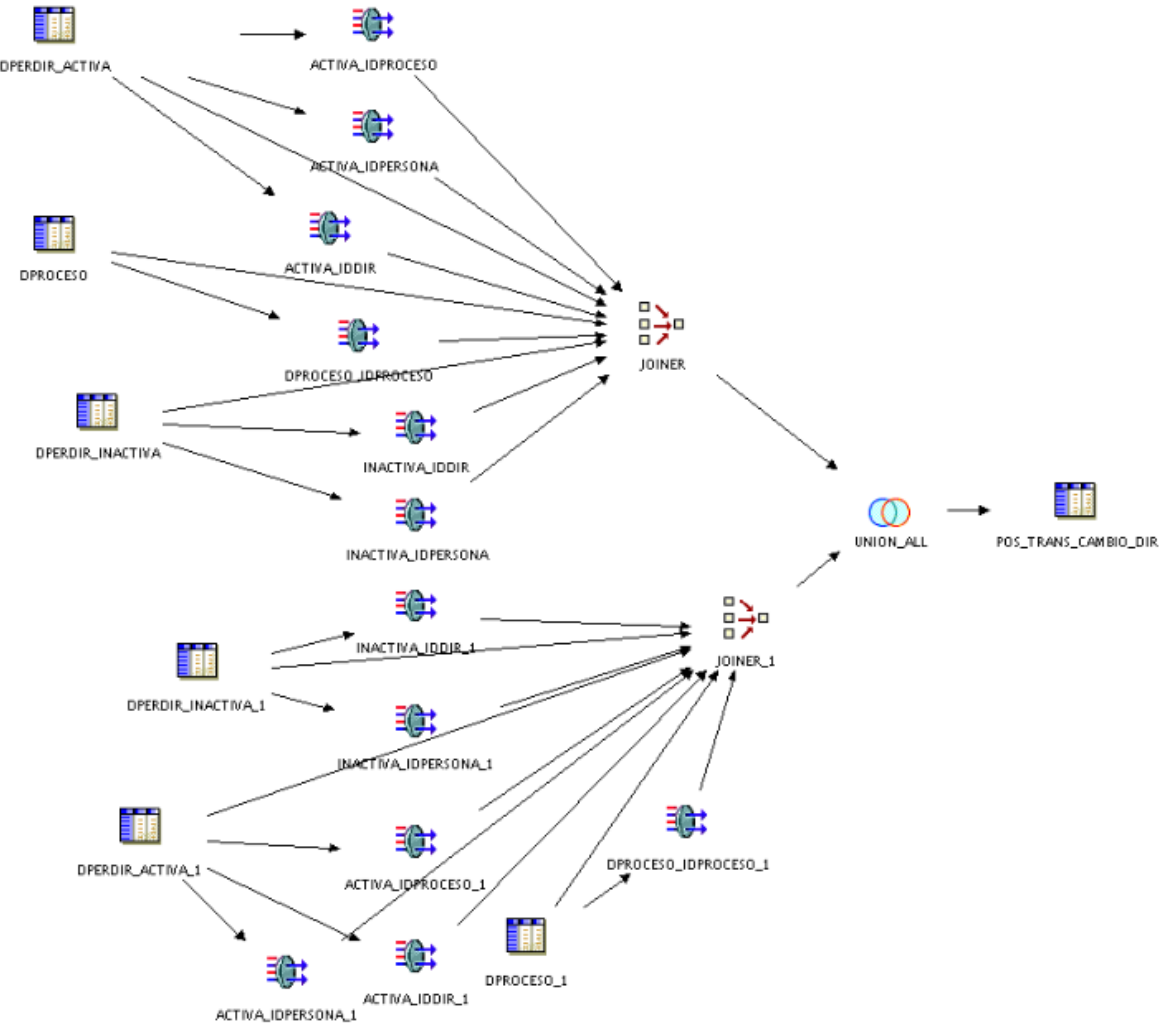 DPERDIR_ACTIVA
ACTIVA_IDPROCESO
ACTIVA_IDPERSONA
ACTIVA_IDDIR
DPROCESO
DPROCESO_IDPROCESO
JOINER
DPERDIR_INACTIVA
INACTIVA_IDDIR
INACTIVA_IDPERSONA
UNION_ALL
POS_TRANS_CAMBIO_DIR
INACTIVA_IDDIR_1
JOINER_1
DPERDIR_INACTIVA_1
INACTIVA_IDPERSONA_1
DPERDIR_ACTIVA_1
DPROCESO_IDPROCESO_1
ACTIVA_IDPROCESO_1
DPROCESO_1
ACTIVA_IDDIR_1
ACTIVA_IDPERSONA_1